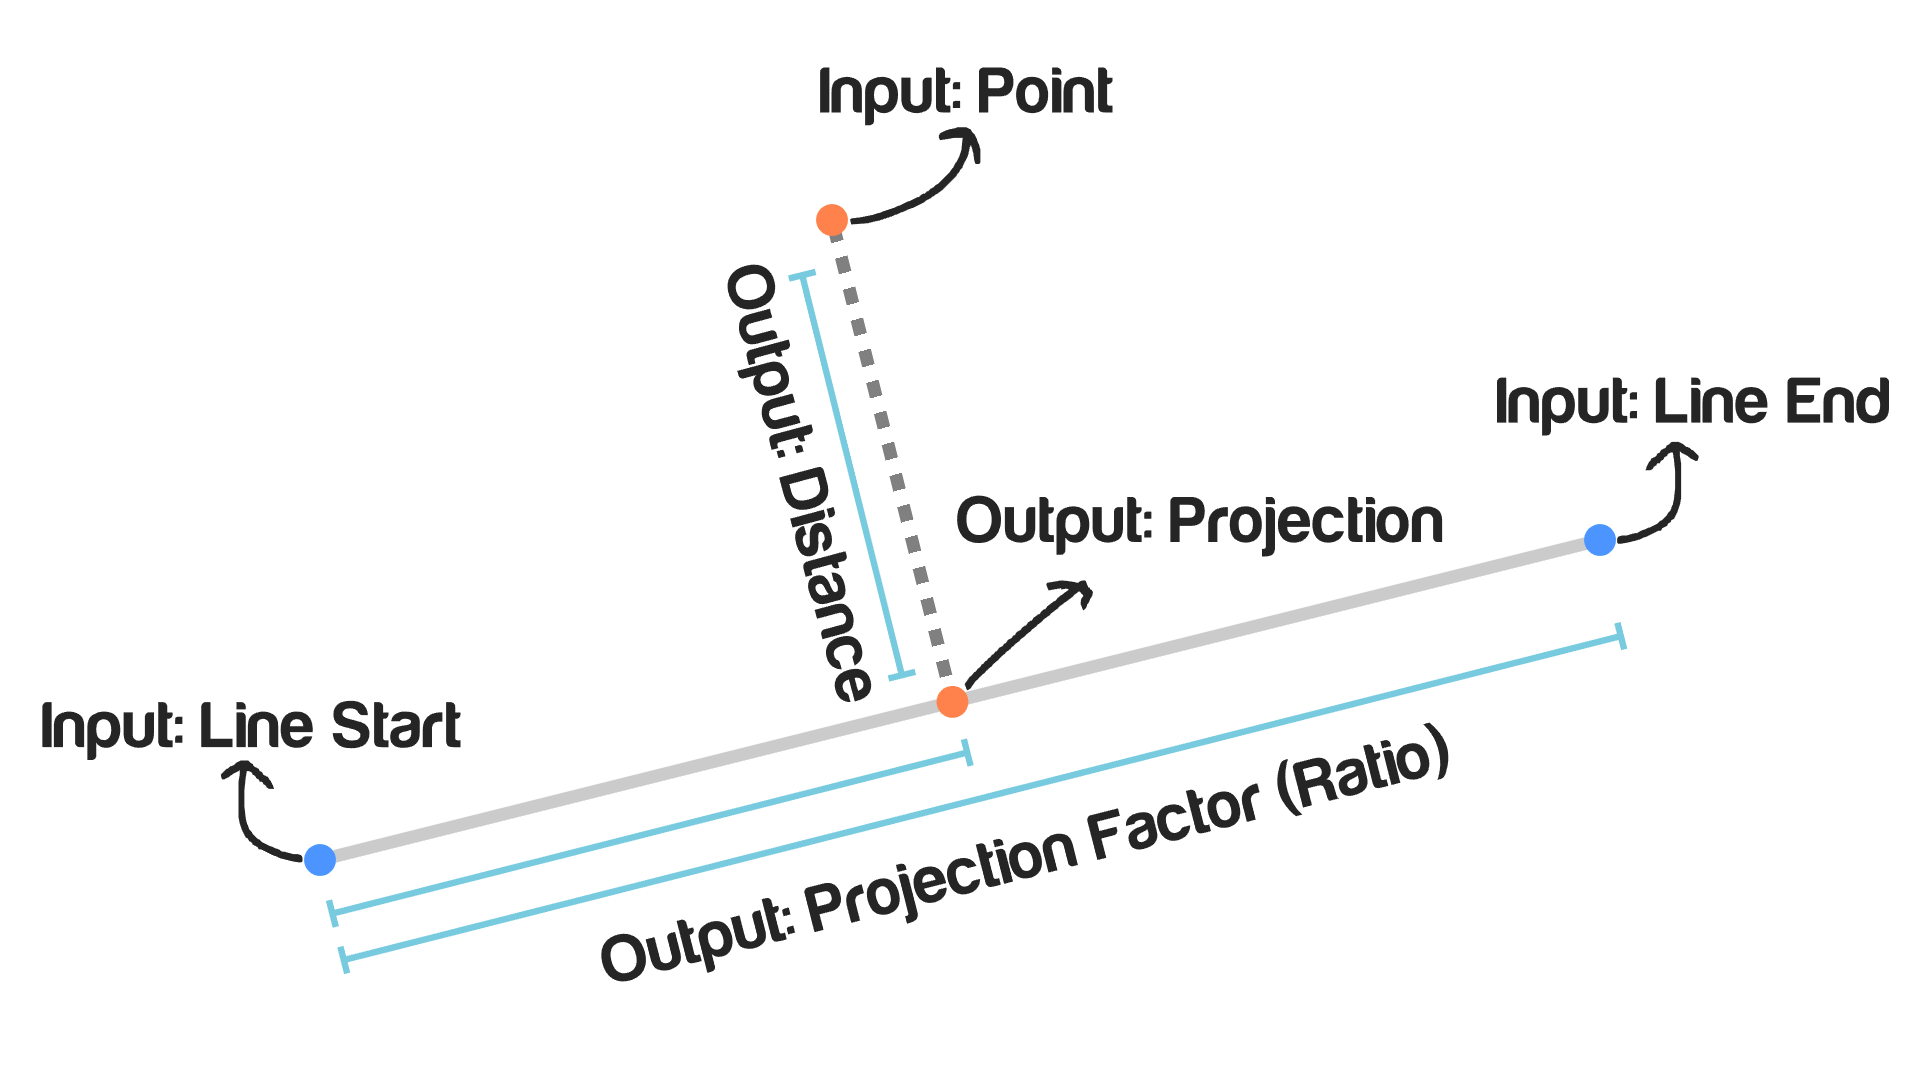 Input: Point
Output: Distance
Input: Line End
Output: Projection
Input: Line Start
Output: Projection Factor (Ratio)